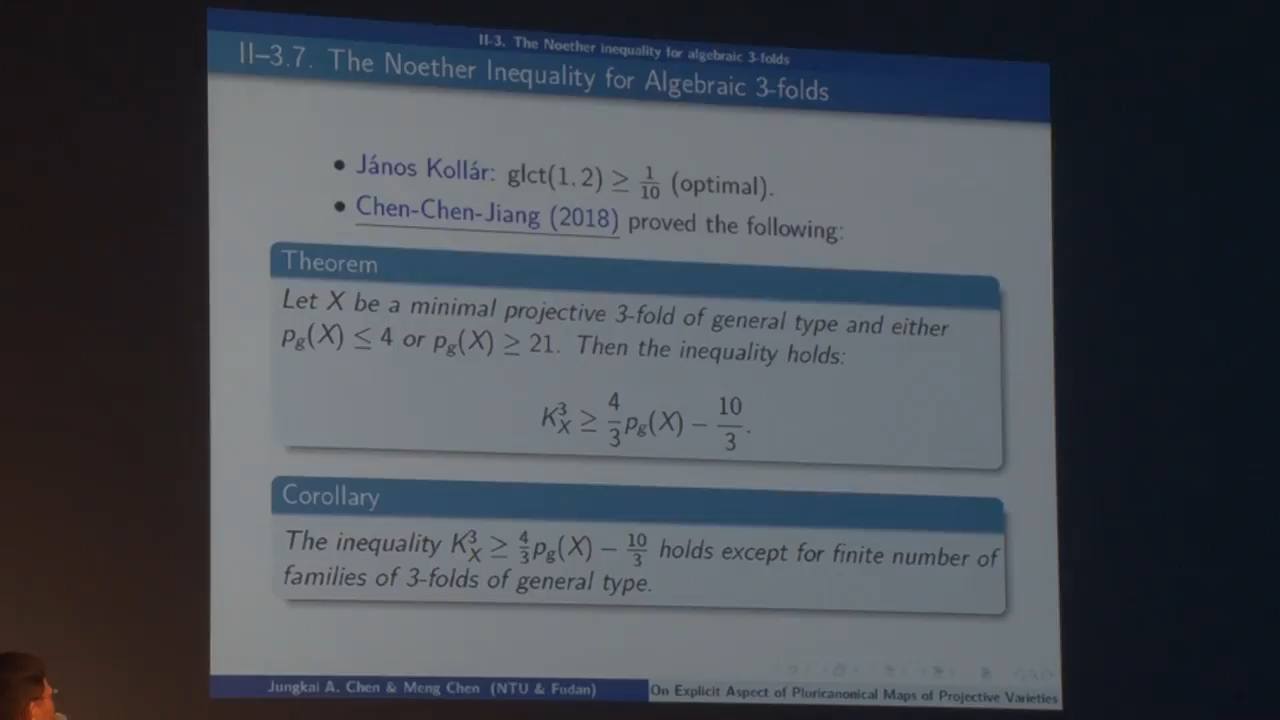 II-3. The Noether Inequality for algebraic 3-folds
II–3.7. The Noether Inequality for Algebraic 3-folds
• János Kollár: glct(1, 2) ≥ 1/10 (optimal).
• Chen-Chen-Jiang (2018) proved the following:
Theorem
Let X be a minimal projective 3-fold of general type and either
p_g(X) ≤ 4 or p_g(X) ≥ 21. Then the inequality holds:
K_X^3 ≥ 4/3 p_g(X) − 10/3.
Corollary
The inequality K_X^3 ≥ 4/3 p_g(X) − 10/3 holds except for finite number of
families of 3-folds of general type.
Jungkai A. Chen & Meng Chen (NTU & Fudan)
On Explicit Aspect of Pluricanonical Maps of Projective Varieties